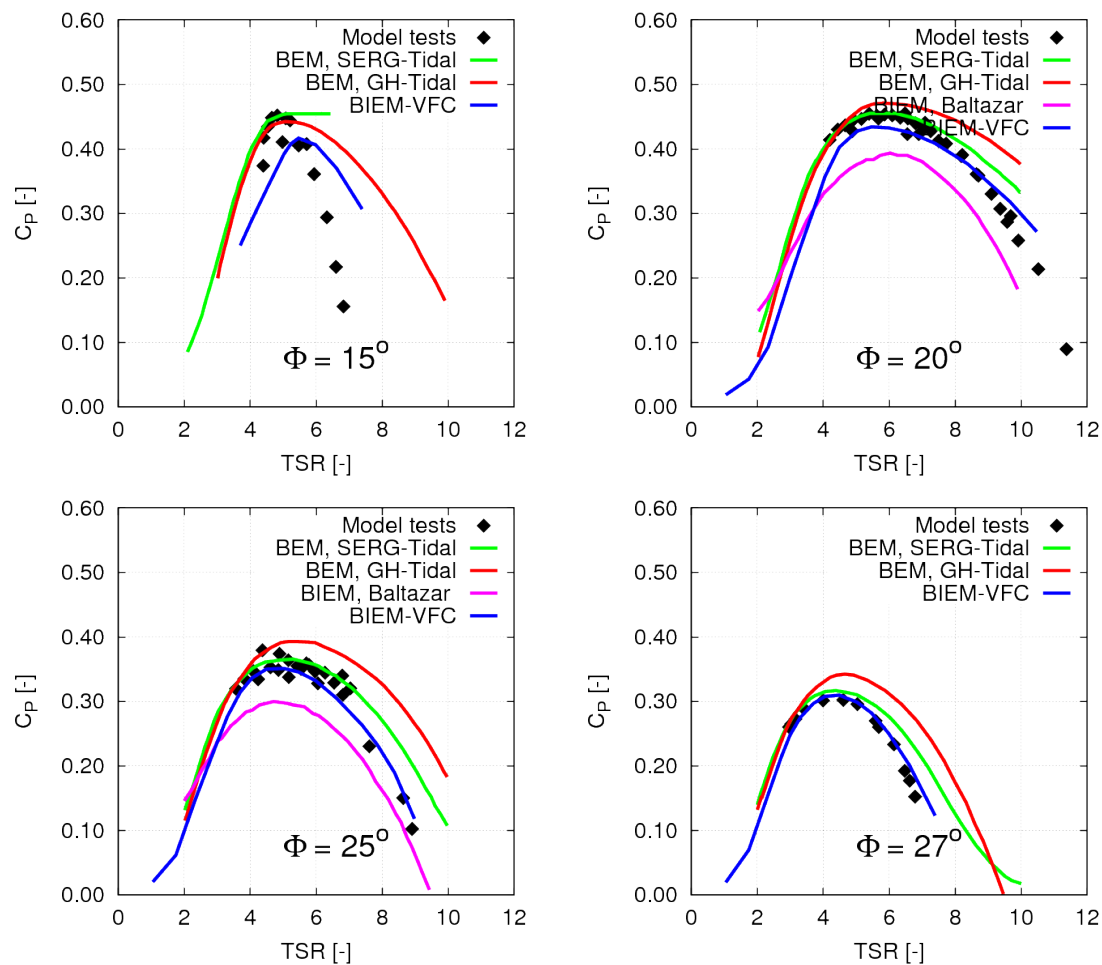 0.60
0.50
0.40
0.30
0.20
0.10
0.00
C_P [-]
0 2 4 6 8 10 12
TSR [-]
Model tests
BEM, SERG-Tidal
BEM, GH-Tidal
BIEM-VFC
Φ = 15°
0.60
0.50
0.40
0.30
0.20
0.10
0.00
C_P [-]
0 2 4 6 8 10 12
TSR [-]
Model tests
BEM, SERG-Tidal
BEM, GH-Tidal
BIEM, Baltazar
BIEM-VFC
Φ = 20°
0.60
0.50
0.40
0.30
0.20
0.10
0.00
C_P [-]
0 2 4 6 8 10 12
TSR [-]
Model tests
BEM, SERG-Tidal
BEM, GH-Tidal
BIEM, Baltazar
BIEM-VFC
Φ = 25°
0.60
0.50
0.40
0.30
0.20
0.10
0.00
C_P [-]
0 2 4 6 8 10 12
TSR [-]
Model tests
BEM, SERG-Tidal
BEM, GH-Tidal
BIEM-VFC
Φ = 27°